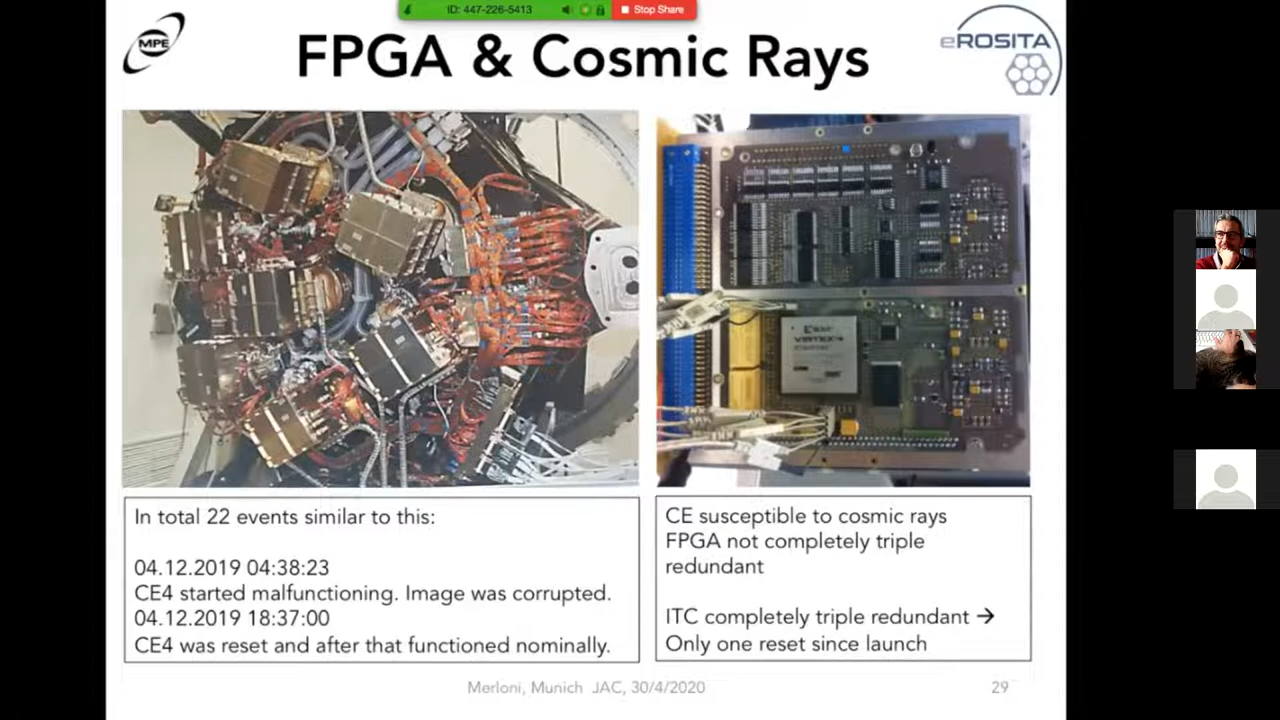 ID: 447-226-5413
Stop Share
MPE
FPGA & Cosmic Rays
eROSITA
XILINX
VIRTEX-4
In total 22 events similar to this:
04.12.2019 04:38:23
CE4 started malfunctioning. Image was corrupted.
04.12.2019 18:37:00
CE4 was reset and after that functioned nominally.
CE susceptible to cosmic rays
FPGA not completely triple
redundant
ITC completely triple redundant →
Only one reset since launch
Merloni, Munich JAC, 30/4/2020
29